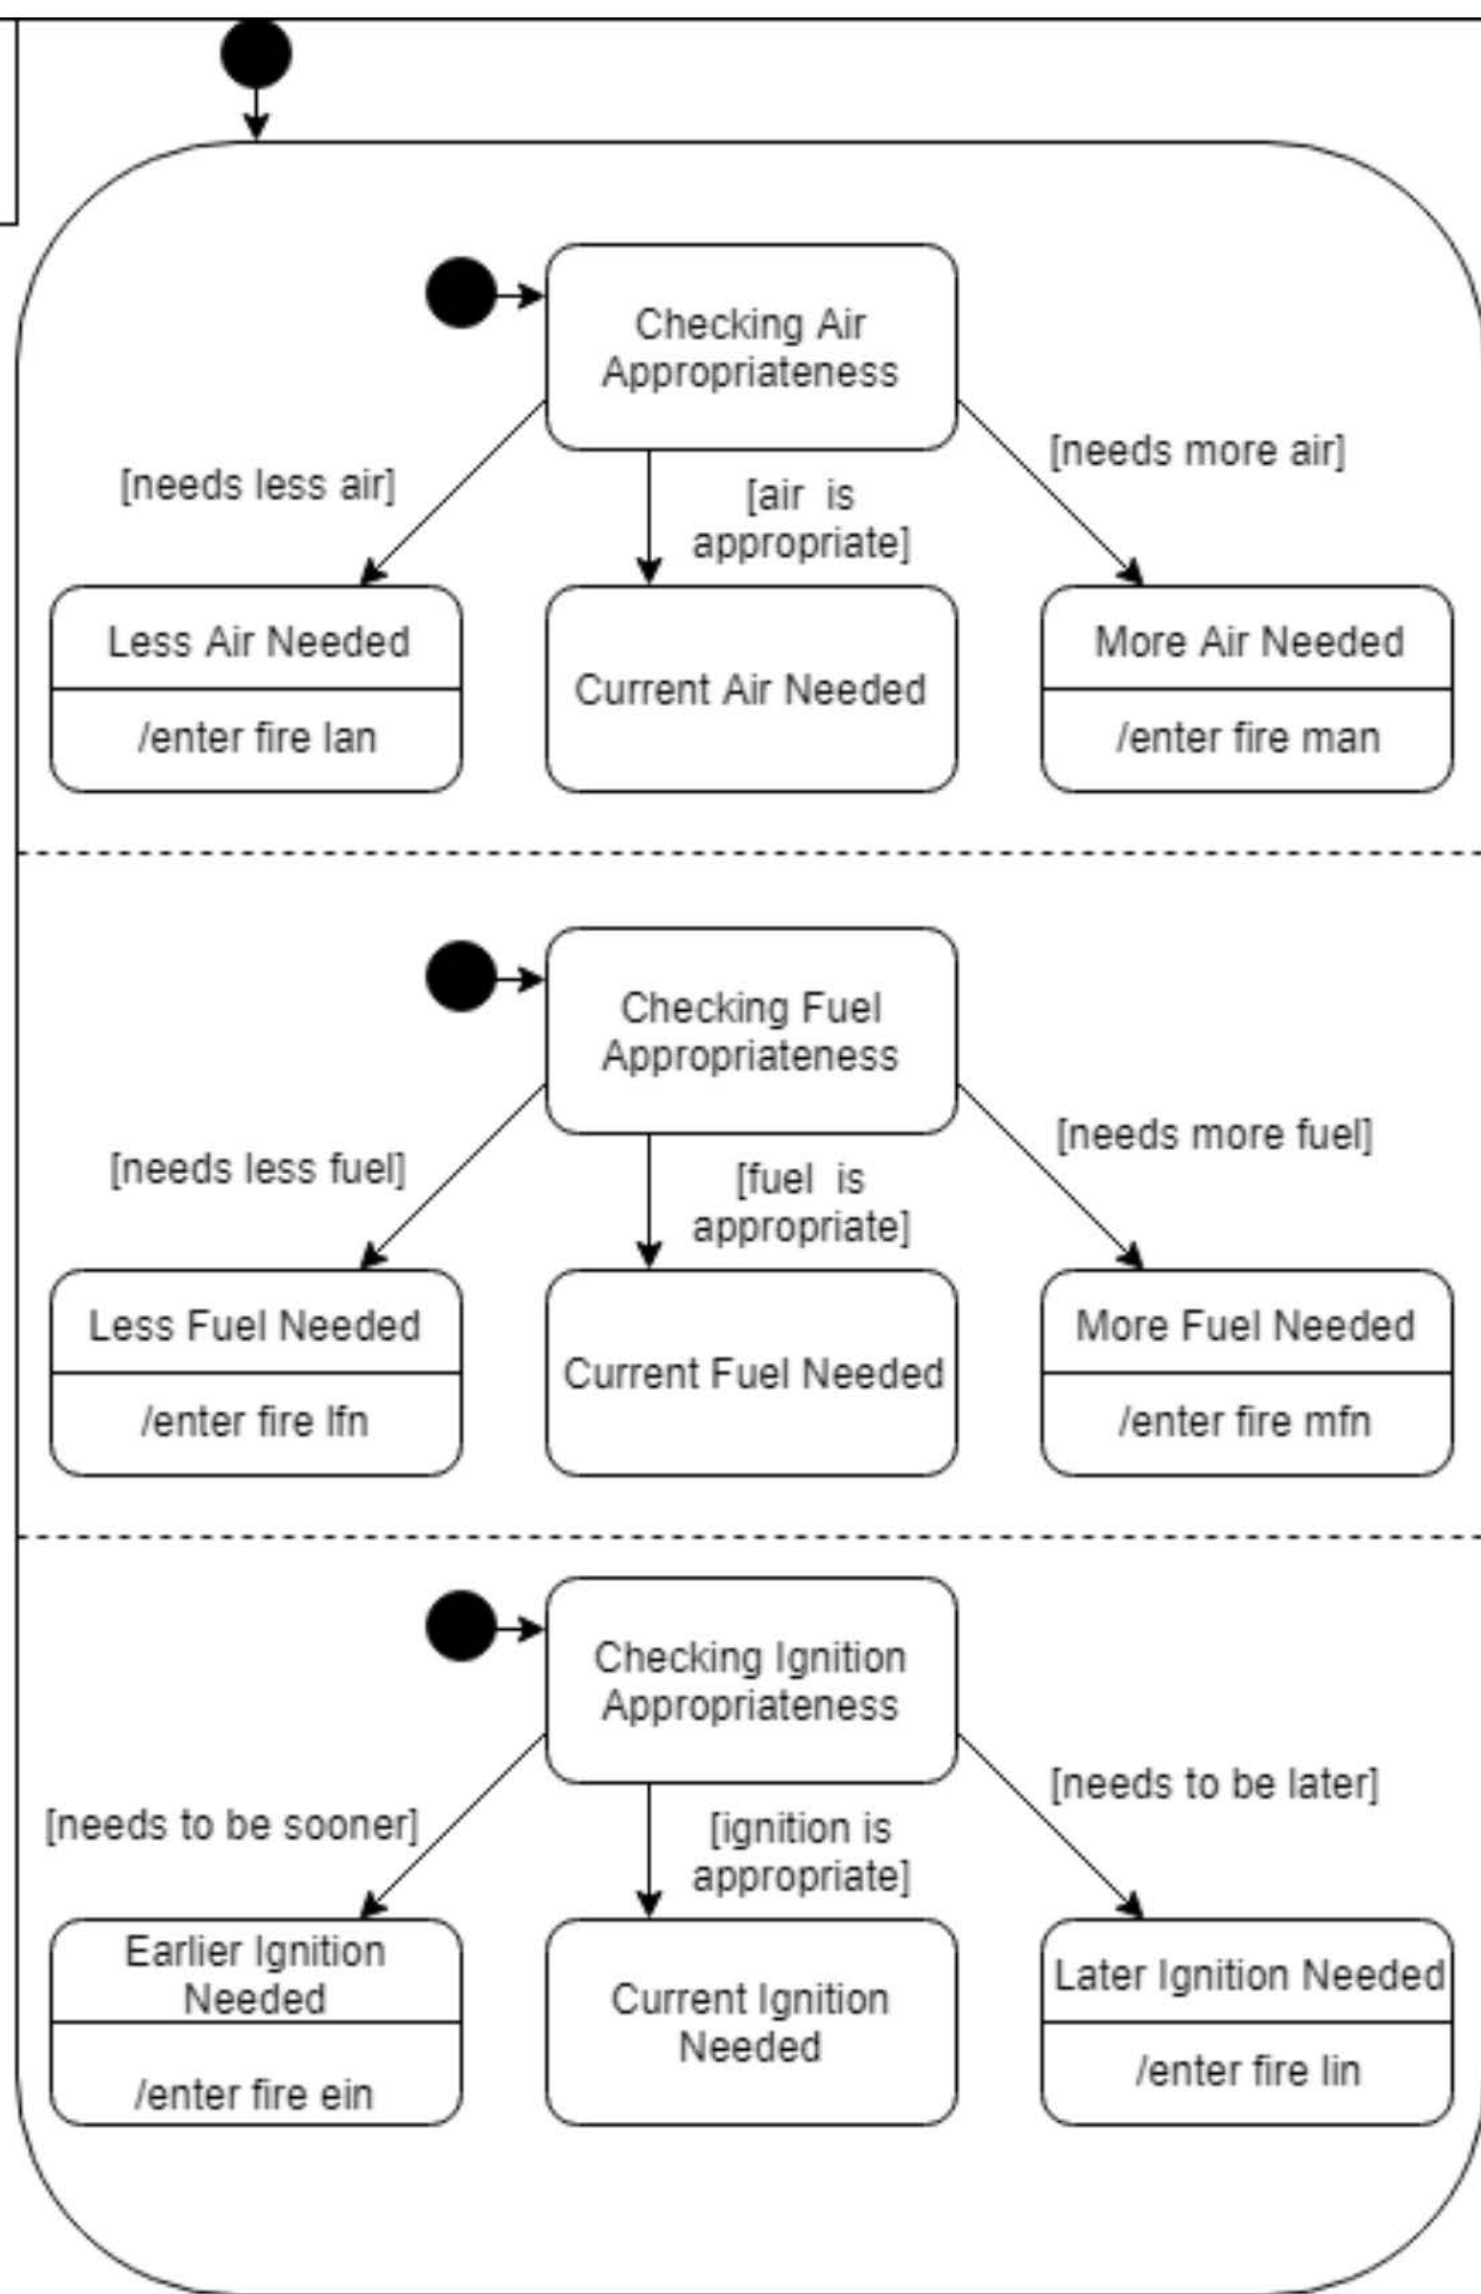 Checking Air
Appropriateness
[needs less air]
[air is
appropriate]
[needs more air]
Less Air Needed
/enter fire lan
Current Air Needed
More Air Needed
/enter fire man
Checking Fuel
Appropriateness
[needs less fuel]
[fuel is
appropriate]
[needs more fuel]
Less Fuel Needed
/enter fire lfn
Current Fuel Needed
More Fuel Needed
/enter fire mfn
Checking Ignition
Appropriateness
[needs to be sooner]
[ignition is
appropriate]
[needs to be later]
Earlier Ignition
Needed
/enter fire ein
Current Ignition
Needed
Later Ignition Needed
/enter fire lin